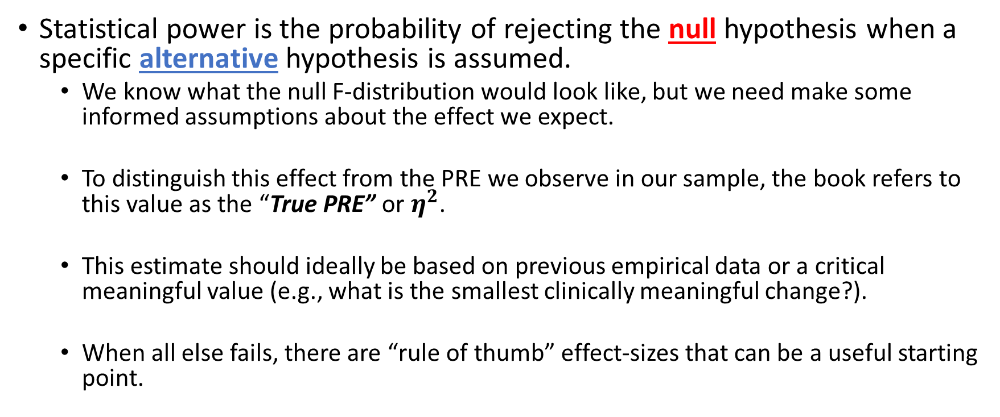 • Statistical power is the probability of rejecting the null hypothesis when a
specific alternative hypothesis is assumed.
• We know what the null F-distribution would look like, but we need make some
informed assumptions about the effect we expect.
• To distinguish this effect from the PRE we observe in our sample, the book refers to
this value as the “True PRE” or η².
• This estimate should ideally be based on previous empirical data or a critical
meaningful value (e.g., what is the smallest clinically meaningful change?).
• When all else fails, there are “rule of thumb” effect-sizes that can be a useful starting
point.